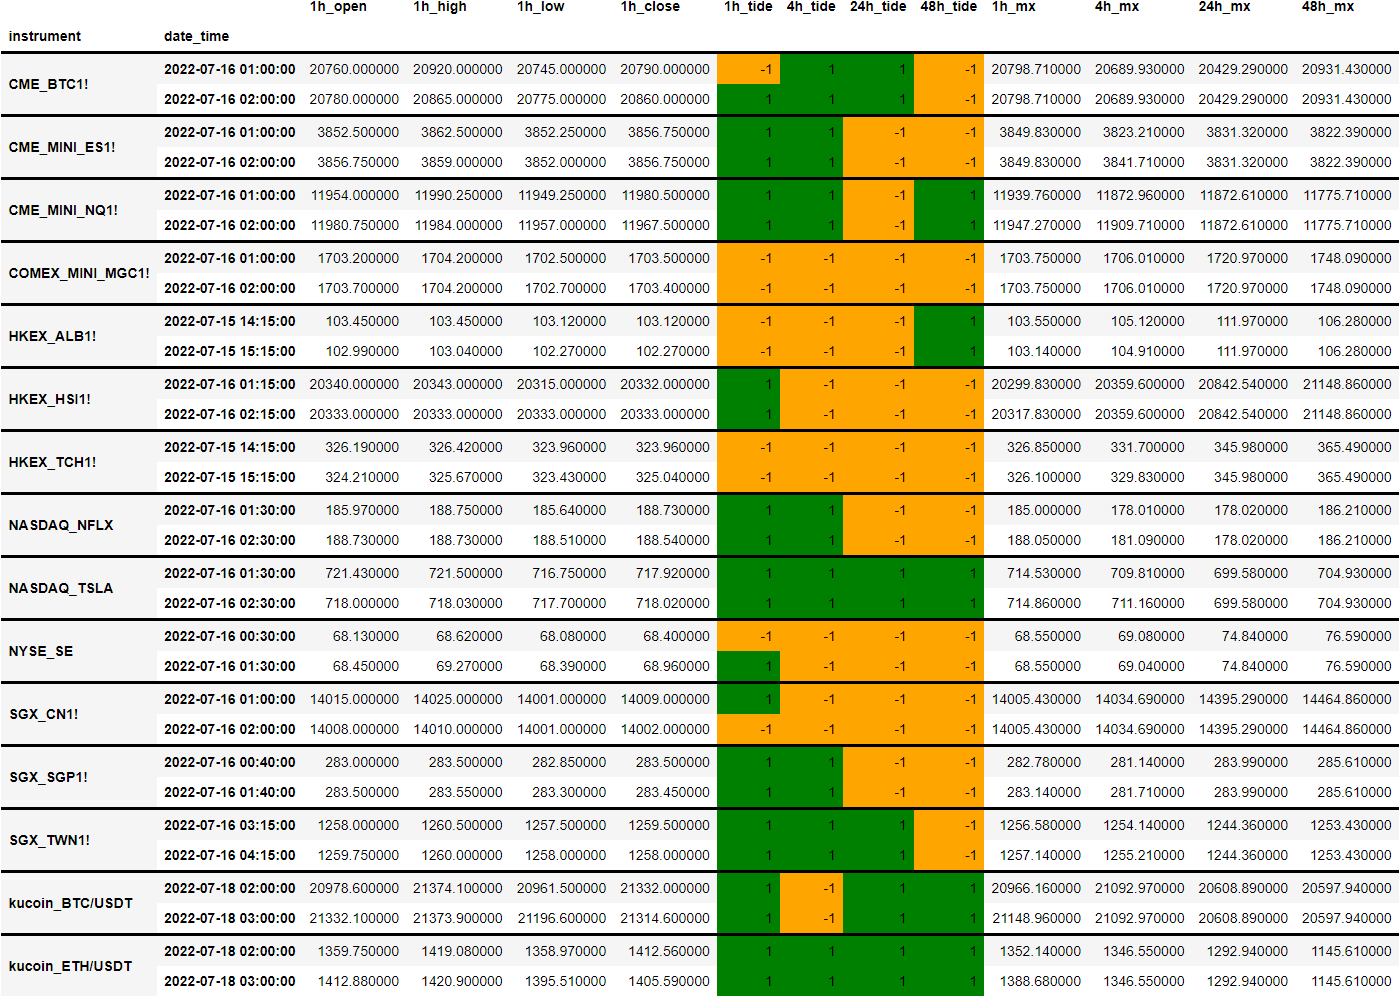 1h_open 1h_high 1h_low 1h_close 1h_tide 4h_tide 24h_tide 48h_tide 1h_mx 4h_mx 24h_mx 48h_mx
instrument date_time
CME_BTC1! 2022-07-16 01:00:00 20760.000000 20920.000000 20745.000000 20790.000000 -1 1 1 -1 20798.710000 20689.930000 20429.290000 20931.430000
2022-07-16 02:00:00 20780.000000 20865.000000 20775.000000 20860.000000 1 1 1 -1 20798.710000 20689.930000 20429.290000 20931.430000
CME_MINI_ES1! 2022-07-16 01:00:00 3852.500000 3862.500000 3852.250000 3856.750000 1 1 -1 -1 3849.830000 3823.210000 3831.320000 3822.390000
2022-07-16 02:00:00 3856.750000 3859.000000 3852.000000 3856.750000 1 1 -1 -1 3849.830000 3841.710000 3831.320000 3822.390000
CME_MINI_NQ1! 2022-07-16 01:00:00 11954.000000 11990.250000 11949.250000 11980.500000 1 1 -1 1 11939.760000 11872.960000 11872.610000 11775.710000
2022-07-16 02:00:00 11980.750000 11984.000000 11957.000000 11967.500000 1 1 -1 1 11947.270000 11909.710000 11872.610000 11775.710000
COMEX_MINI_MGC1! 2022-07-16 01:00:00 1703.200000 1704.200000 1702.500000 1703.500000 -1 -1 -1 -1 1703.750000 1706.010000 1720.970000 1748.090000
2022-07-16 02:00:00 1703.700000 1704.200000 1702.700000 1703.400000 -1 -1 -1 -1 1703.750000 1706.010000 1720.970000 1748.090000
HKEX_ALB1! 2022-07-15 14:15:00 103.450000 103.450000 103.120000 103.120000 -1 -1 -1 1 103.550000 105.120000 111.970000 106.280000
2022-07-15 15:15:00 102.990000 103.040000 102.270000 102.270000 -1 -1 -1 1 103.140000 104.910000 111.970000 106.280000
HKEX_HSI1! 2022-07-16 01:15:00 20340.000000 20343.000000 20315.000000 20332.000000 1 -1 -1 -1 20299.830000 20359.600000 20842.540000 21148.860000
2022-07-16 02:15:00 20333.000000 20333.000000 20333.000000 20333.000000 1 -1 -1 -1 20317.830000 20359.600000 20842.540000 21148.860000
HKEX_TCH1! 2022-07-15 14:15:00 326.190000 326.420000 323.960000 323.960000 -1 -1 -1 -1 326.850000 331.700000 345.980000 365.490000
2022-07-15 15:15:00 324.210000 325.670000 323.430000 325.040000 -1 -1 -1 -1 326.100000 329.830000 345.980000 365.490000
NASDAQ_NFLX 2022-07-16 01:30:00 185.970000 188.750000 185.640000 188.730000 1 1 -1 -1 185.000000 178.010000 178.020000 186.210000
2022-07-16 02:30:00 188.730000 188.730000 188.510000 188.540000 1 1 -1 -1 188.050000 181.090000 178.020000 186.210000
NASDAQ_TSLA 2022-07-16 01:30:00 721.430000 721.500000 716.750000 717.920000 1 1 1 1 714.530000 709.810000 699.580000 704.930000
2022-07-16 02:30:00 718.000000 718.030000 717.700000 718.020000 1 1 1 1 714.860000 711.160000 699.580000 704.930000
NYSE_SE 2022-07-16 00:30:00 68.130000 68.620000 68.080000 68.400000 -1 -1 -1 -1 68.550000 69.080000 74.840000 76.590000
2022-07-16 01:30:00 68.450000 69.270000 68.390000 68.960000 1 -1 -1 -1 68.550000 69.040000 74.840000 76.590000
SGX_CN1! 2022-07-16 01:00:00 14015.000000 14025.000000 14001.000000 14009.000000 1 -1 -1 -1 14005.430000 14034.690000 14395.290000 14464.860000
2022-07-16 02:00:00 14008.000000 14010.000000 14001.000000 14002.000000 -1 -1 -1 -1 14005.430000 14034.690000 14395.290000 14464.860000
SGX_SGP1! 2022-07-16 00:40:00 283.000000 283.500000 282.850000 283.500000 1 1 -1 -1 282.780000 281.140000 283.990000 285.610000
2022-07-16 01:40:00 283.500000 283.550000 283.300000 283.450000 1 1 -1 -1 283.140000 281.710000 283.990000 285.610000
SGX_TWN1! 2022-07-16 03:15:00 1258.000000 1260.500000 1257.500000 1259.500000 1 1 1 -1 1256.580000 1254.140000 1244.360000 1253.430000
2022-07-16 04:15:00 1259.750000 1260.000000 1258.000000 1258.000000 1 1 1 -1 1257.140000 1255.210000 1244.360000 1253.430000
kucoin_BTC/USDT 2022-07-18 02:00:00 20978.600000 21374.100000 20961.500000 21332.000000 1 -1 1 1 20966.160000 21092.970000 20608.890000 20597.940000
2022-07-18 03:00:00 21332.100000 21373.900000 21196.600000 21314.600000 1 -1 1 1 21148.960000 21092.970000 20608.890000 20597.940000
kucoin_ETH/USDT 2022-07-18 02:00:00 1359.750000 1419.080000 1358.970000 1412.560000 1 1 1 1 1352.140000 1346.550000 1292.940000 1145.610000
2022-07-18 03:00:00 1412.880000 1420.900000 1395.510000 1405.590000 1 1 1 1 1388.680000 1346.550000 1292.940000 1145.610000